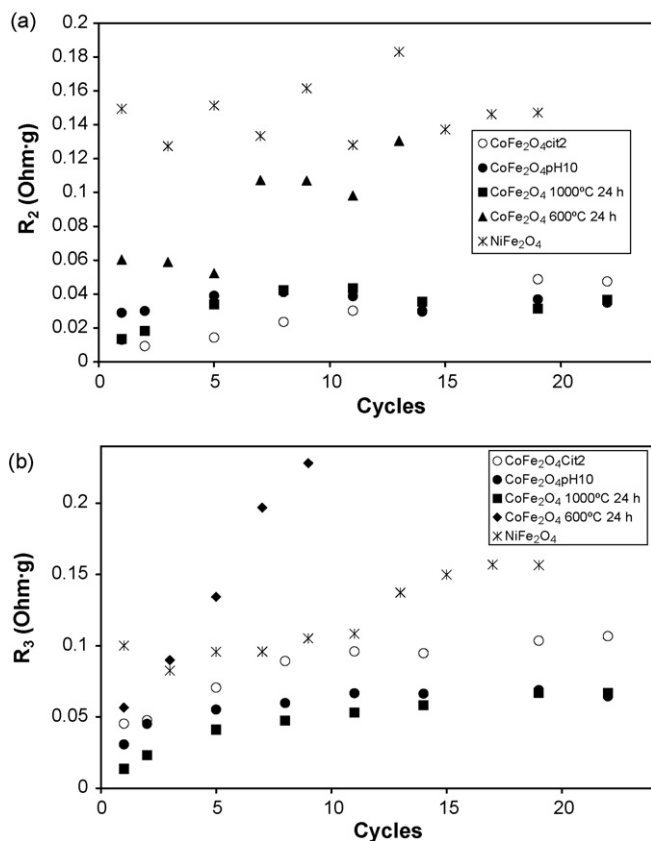 (a)
0.2
0.18
0.16
0.14
0.12
0.1
0.08
0.06
0.04
0.02
0
R₂ (Ohm·g)
CoFe₂O₄cit2
CoFe₂O₄pH10
CoFe₂O₄ 1000ºC 24 h
CoFe₂O₄ 600ºC 24 h
NiFe₂O₄
0 5 10 15 20
Cycles
(b)
0.2
0.15
0.1
0.05
0
R₃ (Ohm·g)
CoFe₂O₄Cit2
CoFe₂O₄pH10
CoFe₂O₄ 1000ºC 24 h
CoFe₂O₄ 600ºC 24 h
NiFe₂O₄
0 5 10 15 20
Cycles